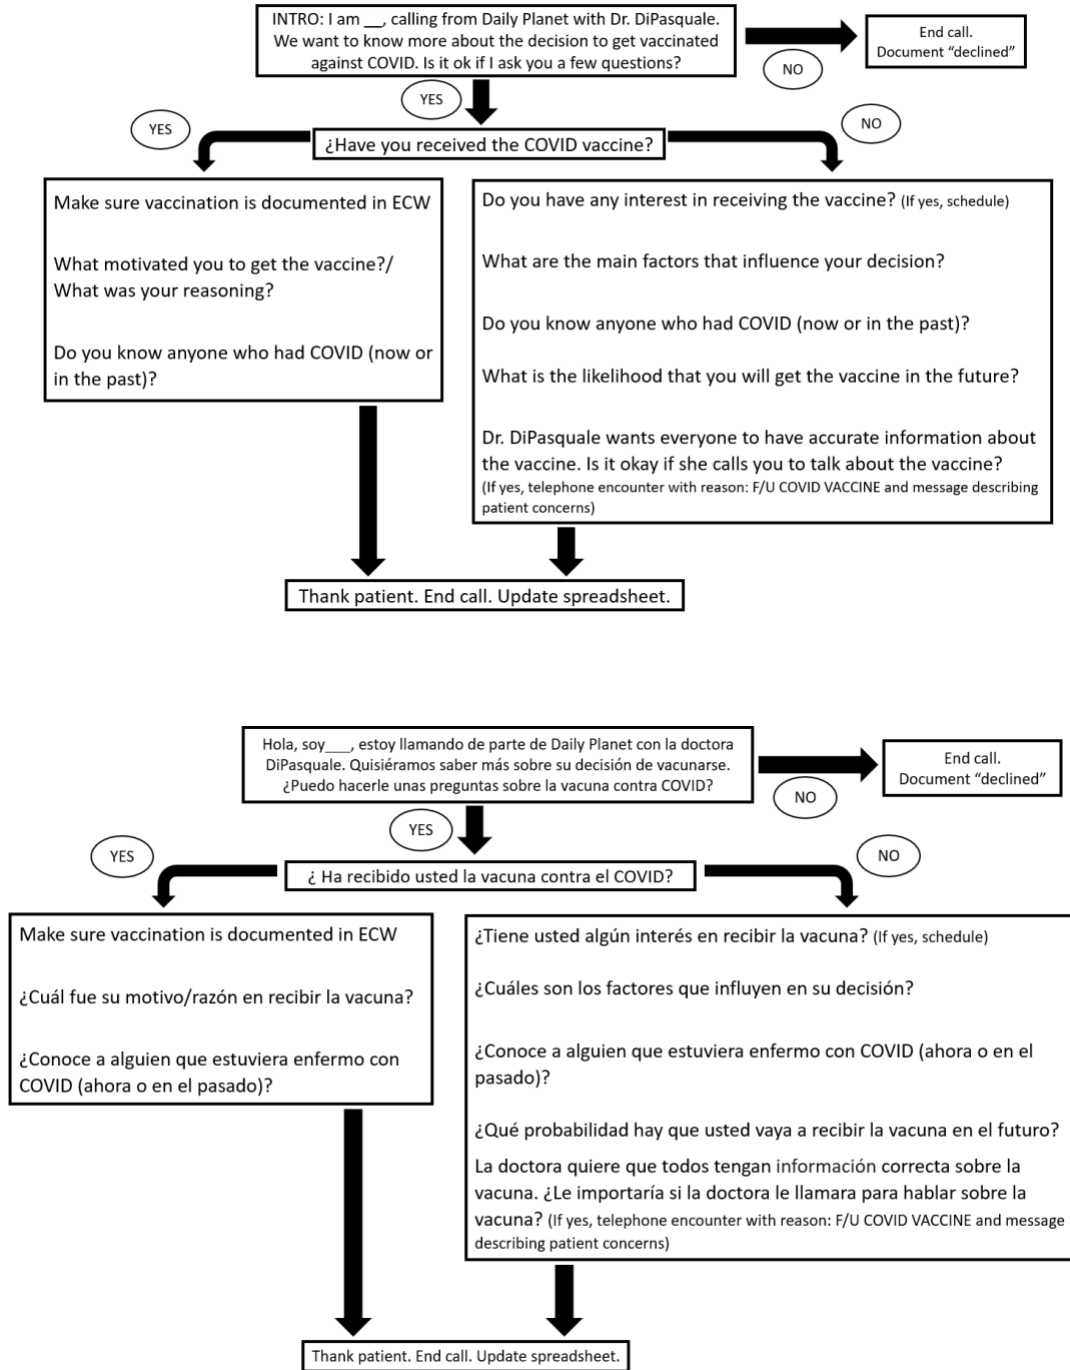 INTRO: I am __, calling from Daily Planet with Dr. DiPasquale.
We want to know more about the decision to get vaccinated
against COVID. Is it ok if I ask you a few questions?
End call.
Document “declined”
NO
YES
YES
NO
¿Have you received the COVID vaccine?
Make sure vaccination is documented in ECW
What motivated you to get the vaccine?/
What was your reasoning?
Do you know anyone who had COVID (now or
in the past)?
Do you have any interest in receiving the vaccine? (If yes, schedule)
What are the main factors that influence your decision?
Do you know anyone who had COVID (now or in the past)?
What is the likelihood that you will get the vaccine in the future?
Dr. DiPasquale wants everyone to have accurate information about
the vaccine. Is it okay if she calls you to talk about the vaccine?
(If yes, telephone encounter with reason: F/U COVID VACCINE and message describing
patient concerns)
Thank patient. End call. Update spreadsheet.
Hola, soy___, estoy llamando de parte de Daily Planet con la doctora
DiPasquale. Quisiéramos saber más sobre su decisión de vacunarse.
¿Puedo hacerle unas preguntas sobre la vacuna contra COVID?
End call.
Document “declined”
NO
YES
YES
NO
¿ Ha recibido usted la vacuna contra el COVID?
Make sure vaccination is documented in ECW
¿Cuál fue su motivo/razón en recibir la vacuna?
¿Conoce a alguien que estuviera enfermo con
COVID (ahora o en el pasado)?
¿Tiene usted algún interés en recibir la vacuna? (If yes, schedule)
¿Cuáles son los factores que influyen en su decisión?
¿Conoce a alguien que estuviera enfermo con COVID (ahora o en el
pasado)?
¿Qué probabilidad hay que usted vaya a recibir la vacuna en el futuro?
La doctora quiere que todos tengan información correcta sobre la
vacuna. ¿Le importaría si la doctora le llamara para hablar sobre la
vacuna? (If yes, telephone encounter with reason: F/U COVID VACCINE and message
describing patient concerns)
Thank patient. End call. Update spreadsheet.